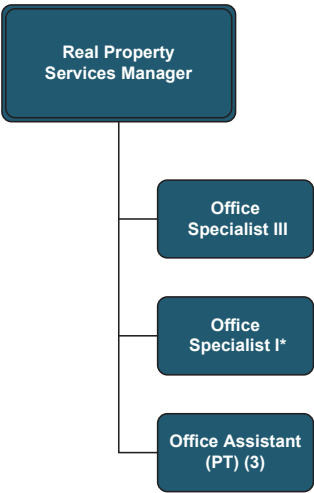 Real Property
Services Manager
Office
Specialist III
Office
Specialist I*
Office Assistant
(PT) (3)